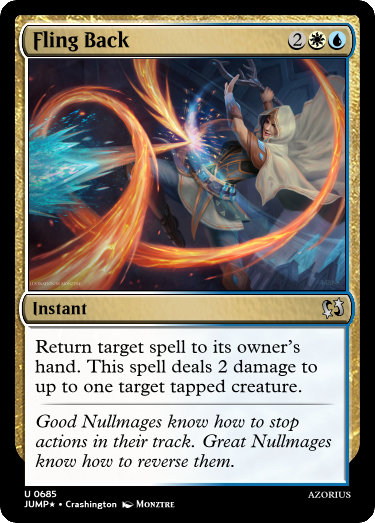 Fling Back
2
Instant
Return target spell to its owner's
hand. This spell deals 2 damage to
up to one target tapped creature.
Good Nullmages know how to stop
actions in their track. Great Nullmages
know how to reverse them.
U 0685
JUMP★ • Crashington MONZTRE
AZORIUS